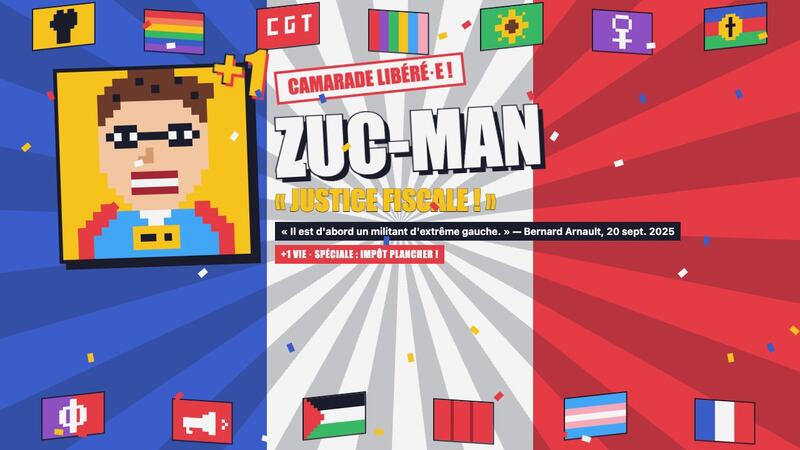 CGT
+1
CAMARADE LIBÉRÉ·E !
ZUC-MAN
« JUSTICE FISCALE ! »
« Il est d'abord un militant d'extrême gauche. » — Bernard Arnault, 20 sept. 2025
+1 VIE · SPÉCIALE : IMPÔT PLANCHER !